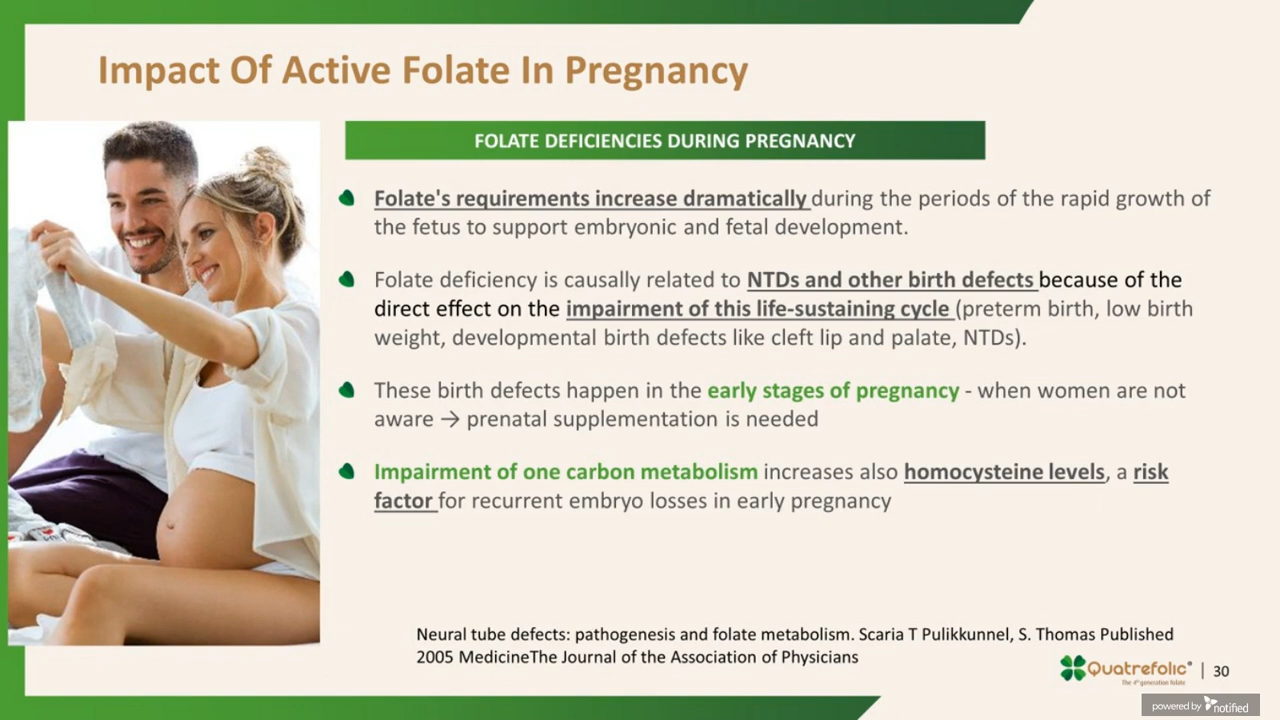 Impact Of Active Folate In Pregnancy
FOLATE DEFICIENCIES DURING PREGNANCY
Folate's requirements increase dramatically during the periods of the rapid growth of
the fetus to support embryonic and fetal development.
Folate deficiency is causally related to NTDs and other birth defects because of the
direct effect on the impairment of this life-sustaining cycle (preterm birth, low birth
weight, developmental birth defects like cleft lip and palate, NTDs).
These birth defects happen in the early stages of pregnancy - when women are not
aware → prenatal supplementation is needed
Impairment of one carbon metabolism increases also homocysteine levels, a risk
factor for recurrent embryo losses in early pregnancy
Neural tube defects: pathogenesis and folate metabolism. Scaria T Pulikkunnel, S. Thomas Published
2005 MedicineThe Journal of the Association of Physicians
Quatrefolic® | 30
The 4th generation folate
powered by notified